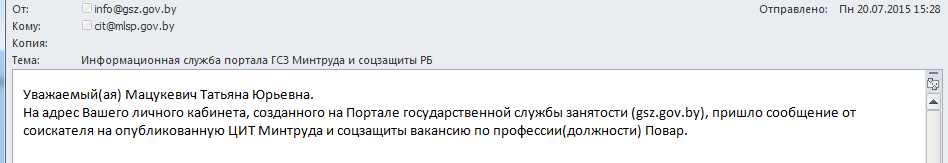 От: info@gsz.gov.by Отправлено: Пн 20.07.2015 15:28
Кому: cit@mlsp.gov.by
Копия:
Тема: Информационная служба портала ГСЗ Минтруда и соцзащиты РБ
Уважаемый(ая) Мацукевич Татьяна Юрьевна.
На адрес Вашего личного кабинета, созданного на Портале государственной службы занятости (gsz.gov.by), пришло сообщение от
соискателя на опубликованную ЦИТ Минтруда и соцзащиты вакансию по профессии(должности) Повар.